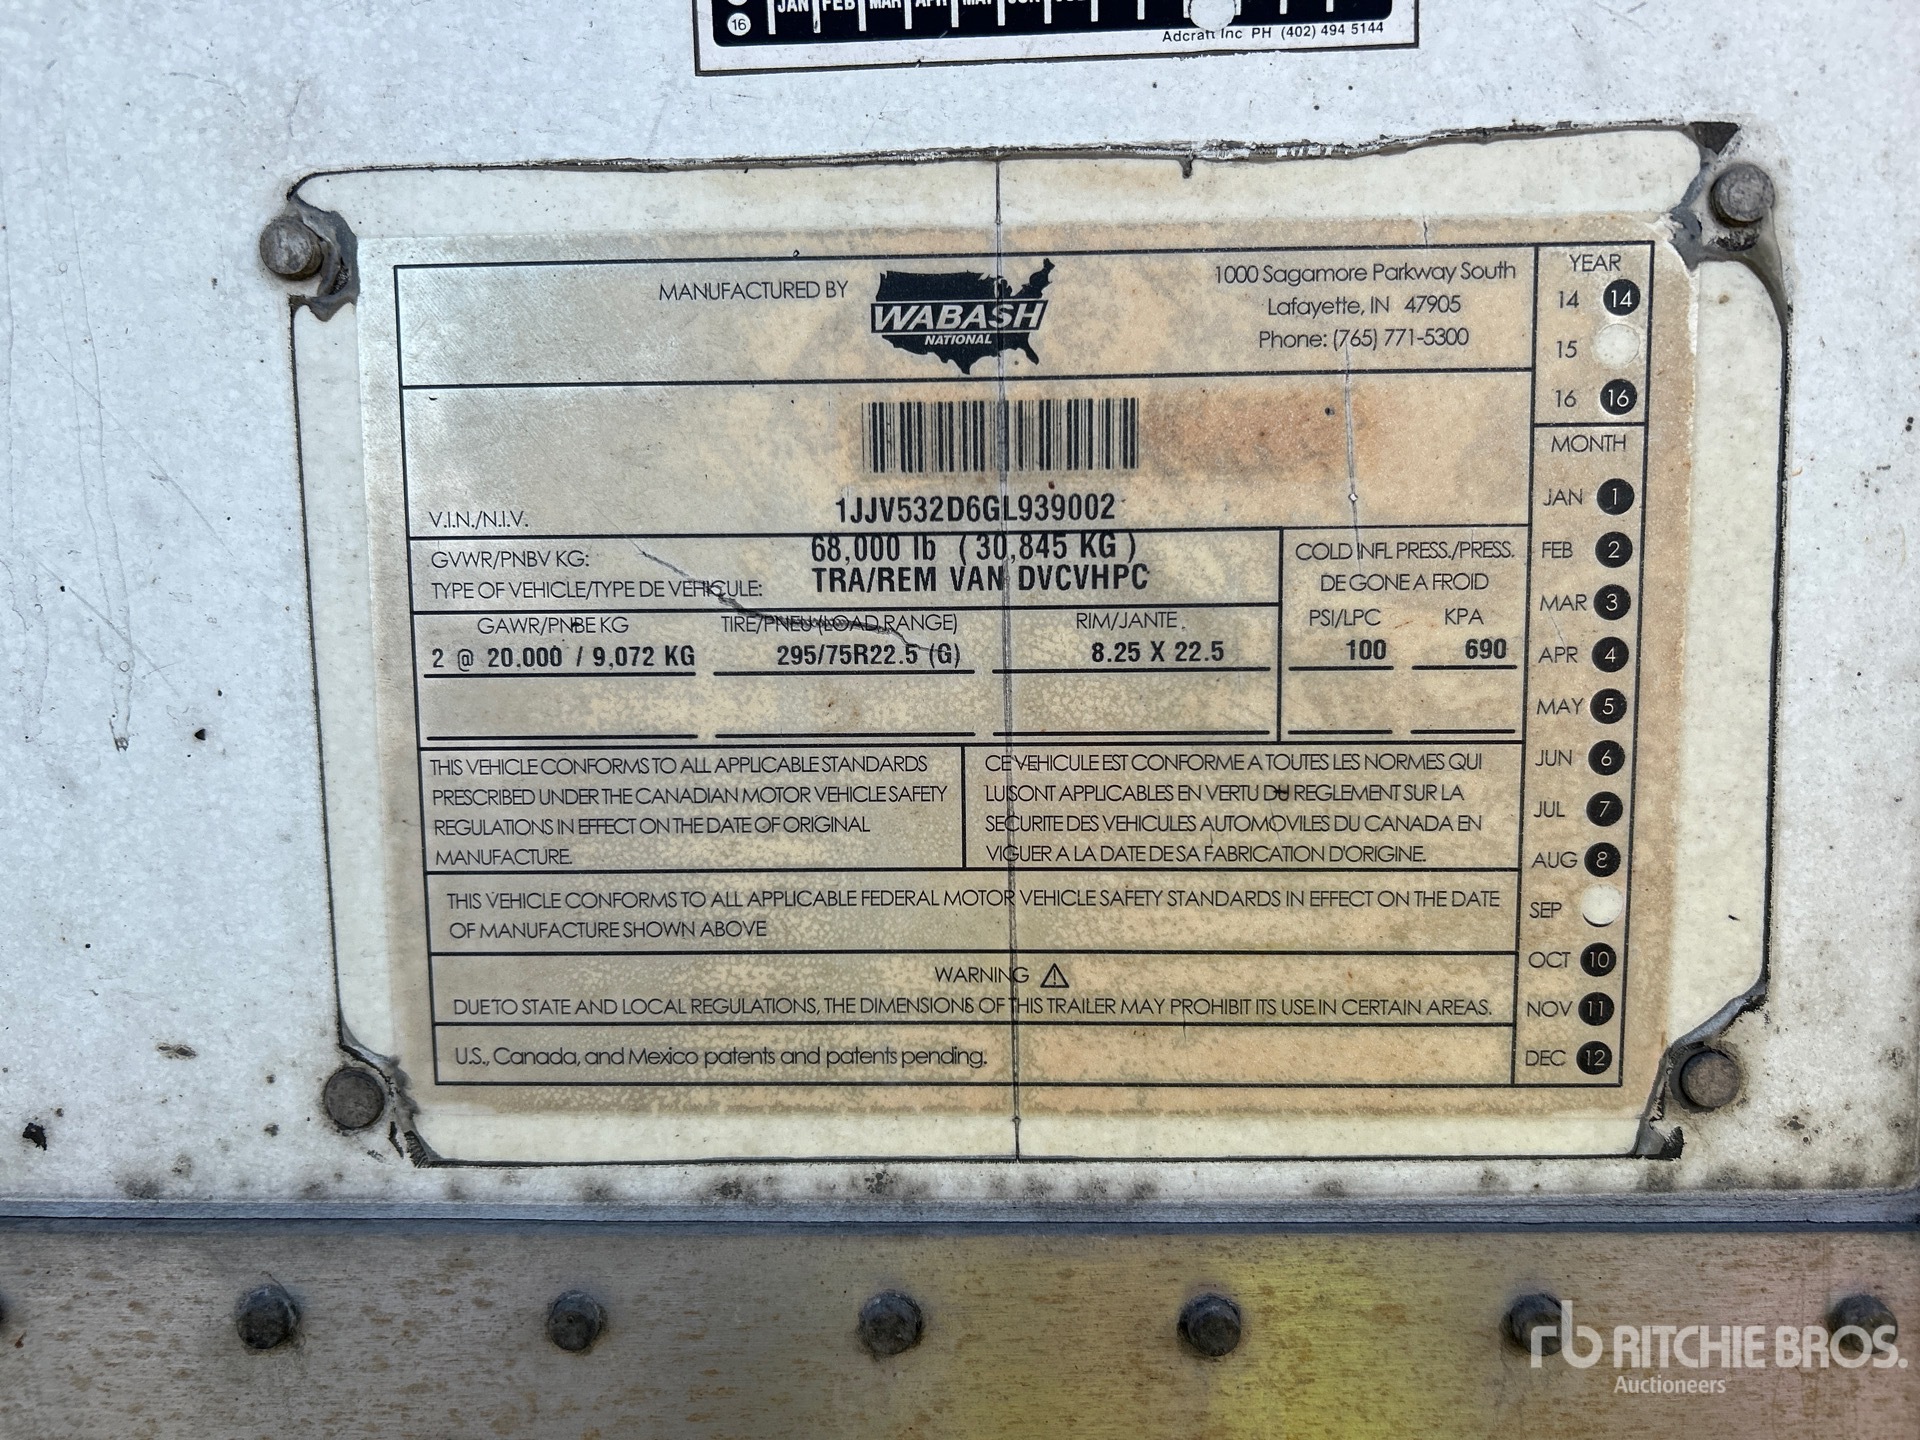 16 JAN FEB MAR APR MAY JUN
Adcraft Inc PH (402) 494 5144
MANUFACTURED BY
WABASH
NATIONAL
1000 Sagamore Parkway South
Lafayette, IN 47905
Phone: (765) 771-5300
YEAR
14 14
15
16 16
MONTH
JAN 1
FEB 2
MAR 3
APR 4
MAY 5
JUN 6
JUL 7
AUG 8
SEP
OCT 10
NOV 11
DEC 12
V.I.N./N.I.V. 1JJV532D6GL939002
GVWR/PNBV KG: 68,000 lb (30,845 KG)
TYPE OF VEHICLE/TYPE DE VEHICULE: TRA/REM VAN DVCVHPC
COLD INFL PRESS./PRESS.
DE GONE A FROID
PSI/LPC KPA
100 690
GAWR/PNBE KG TIRE/PNEU (LOAD RANGE) RIM/JANTE
2 @ 20,000 / 9,072 KG 295/75R22.5 (G) 8.25 X 22.5
THIS VEHICLE CONFORMS TO ALL APPLICABLE STANDARDS
PRESCRIBED UNDER THE CANADIAN MOTOR VEHICLE SAFETY
REGULATIONS IN EFFECT ON THE DATE OF ORIGINAL
MANUFACTURE.
CE VEHICULE EST CONFORME A TOUTES LES NORMES QUI
LUI SONT APPLICABLES EN VERTU DU REGLEMENT SUR LA
SECURITE DES VEHICULES AUTOMOVILES DU CANADA EN
VIGUER A LA DATE DE SA FABRICATION D'ORIGINE.
THIS VEHICLE CONFORMS TO ALL APPLICABLE FEDERAL MOTOR VEHICLE SAFETY STANDARDS IN EFFECT ON THE DATE
OF MANUFACTURE SHOWN ABOVE
WARNING ⚠
DUE TO STATE AND LOCAL REGULATIONS, THE DIMENSIONS OF THIS TRAILER MAY PROHIBIT ITS USE IN CERTAIN AREAS.
U.S., Canada, and Mexico patents and patents pending.
rb RITCHIE BROS.
Auctioneers